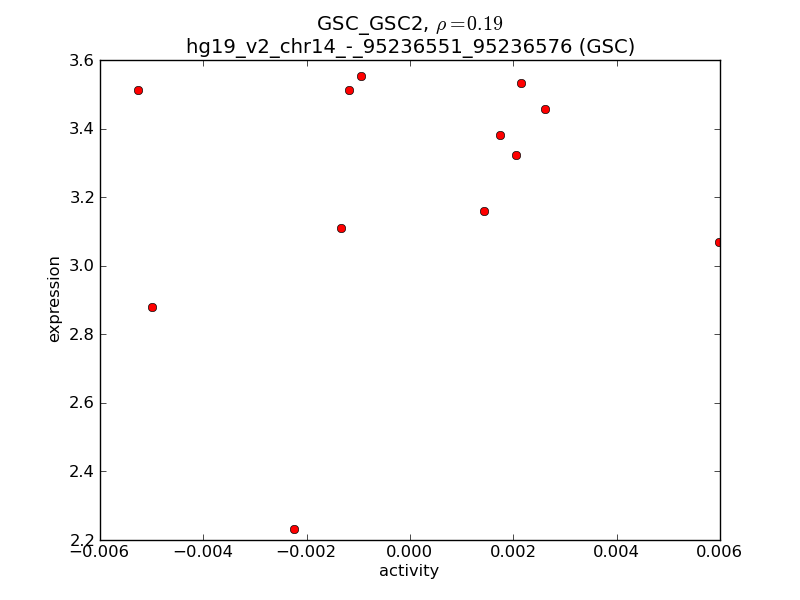 GSC_GSC2, ρ=0.19
hg19_v2_chr14_-_95236551_95236576 (GSC)
3.6
3.4
3.2
3.0
2.8
2.6
2.4
2.2
expression
−0.006 −0.004 −0.002 0.000 0.002 0.004 0.006
activity